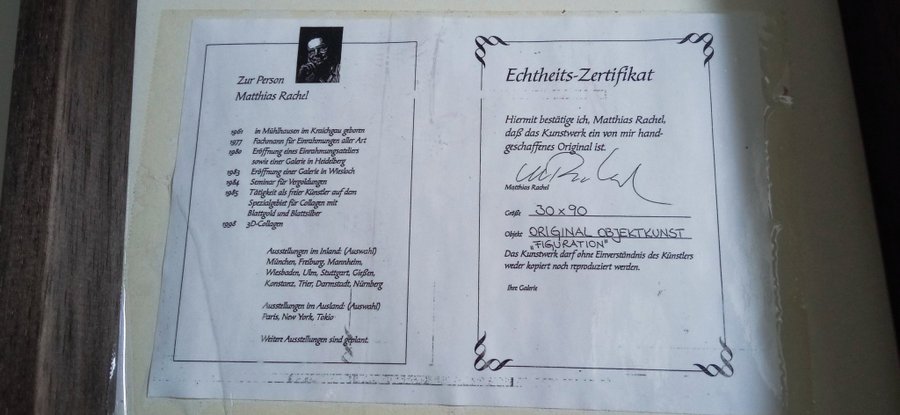 Zur Person
Matthias Rachel
1961 in Mühlhausen im Kraichgau geboren
1977 Fachmann für Einrahmungen aller Art
1980 Eröffnung eines Einrahmungsateliers
sowie einer Galerie in Heidelberg
1983 Eröffnung einer Galerie in Wiesloch
1984 Seminar für Vergoldungen
1985 Tätigkeit als freier Künstler auf dem
Spezialgebiet für Collagen mit
Blattgold und Blattsilber
1998 3D-Collagen
Ausstellungen im Inland: (Auswahl)
München, Freiburg, Mannheim,
Wiesbaden, Ulm, Stuttgart, Gießen,
Konstanz, Trier, Darmstadt, Nürnberg
Ausstellungen im Ausland: (Auswahl)
Paris, New York, Tokio
Weitere Ausstellungen sind geplant.
Echtheits-Zertifikat
Hiermit bestätige ich, Matthias Rachel,
daß das Kunstwerk ein von mir hand-
geschaffenes Original ist.
Matthias Rachel
Größe 30 x 90
Objekt ORIGINAL OBJEKTKUNST
„FIGURATION"
Das Kunstwerk darf ohne Einverständnis des Künstlers
weder kopiert noch reproduziert werden.
Ihre Galerie